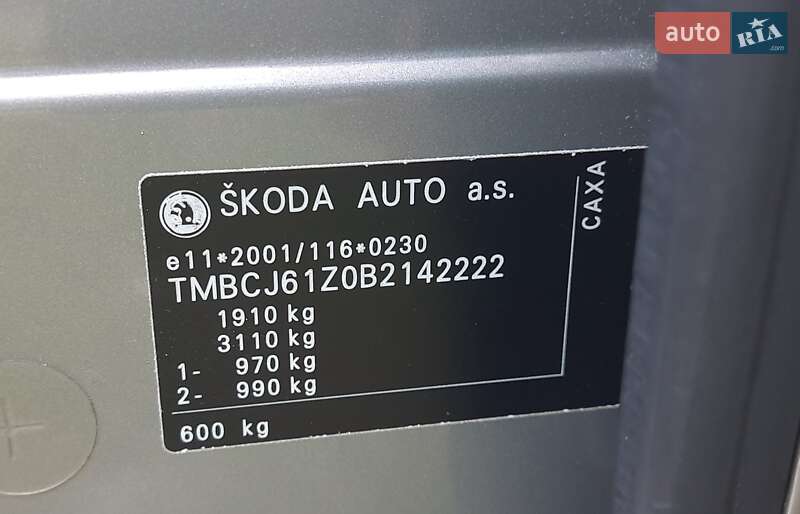 auto RIA .com
ŠKODA AUTO a.s.
CAXA
e11*2001/116*0230
TMBCJ61Z0B2142222
1910 kg
3110 kg
1- 970 kg
2- 990 kg
600 kg